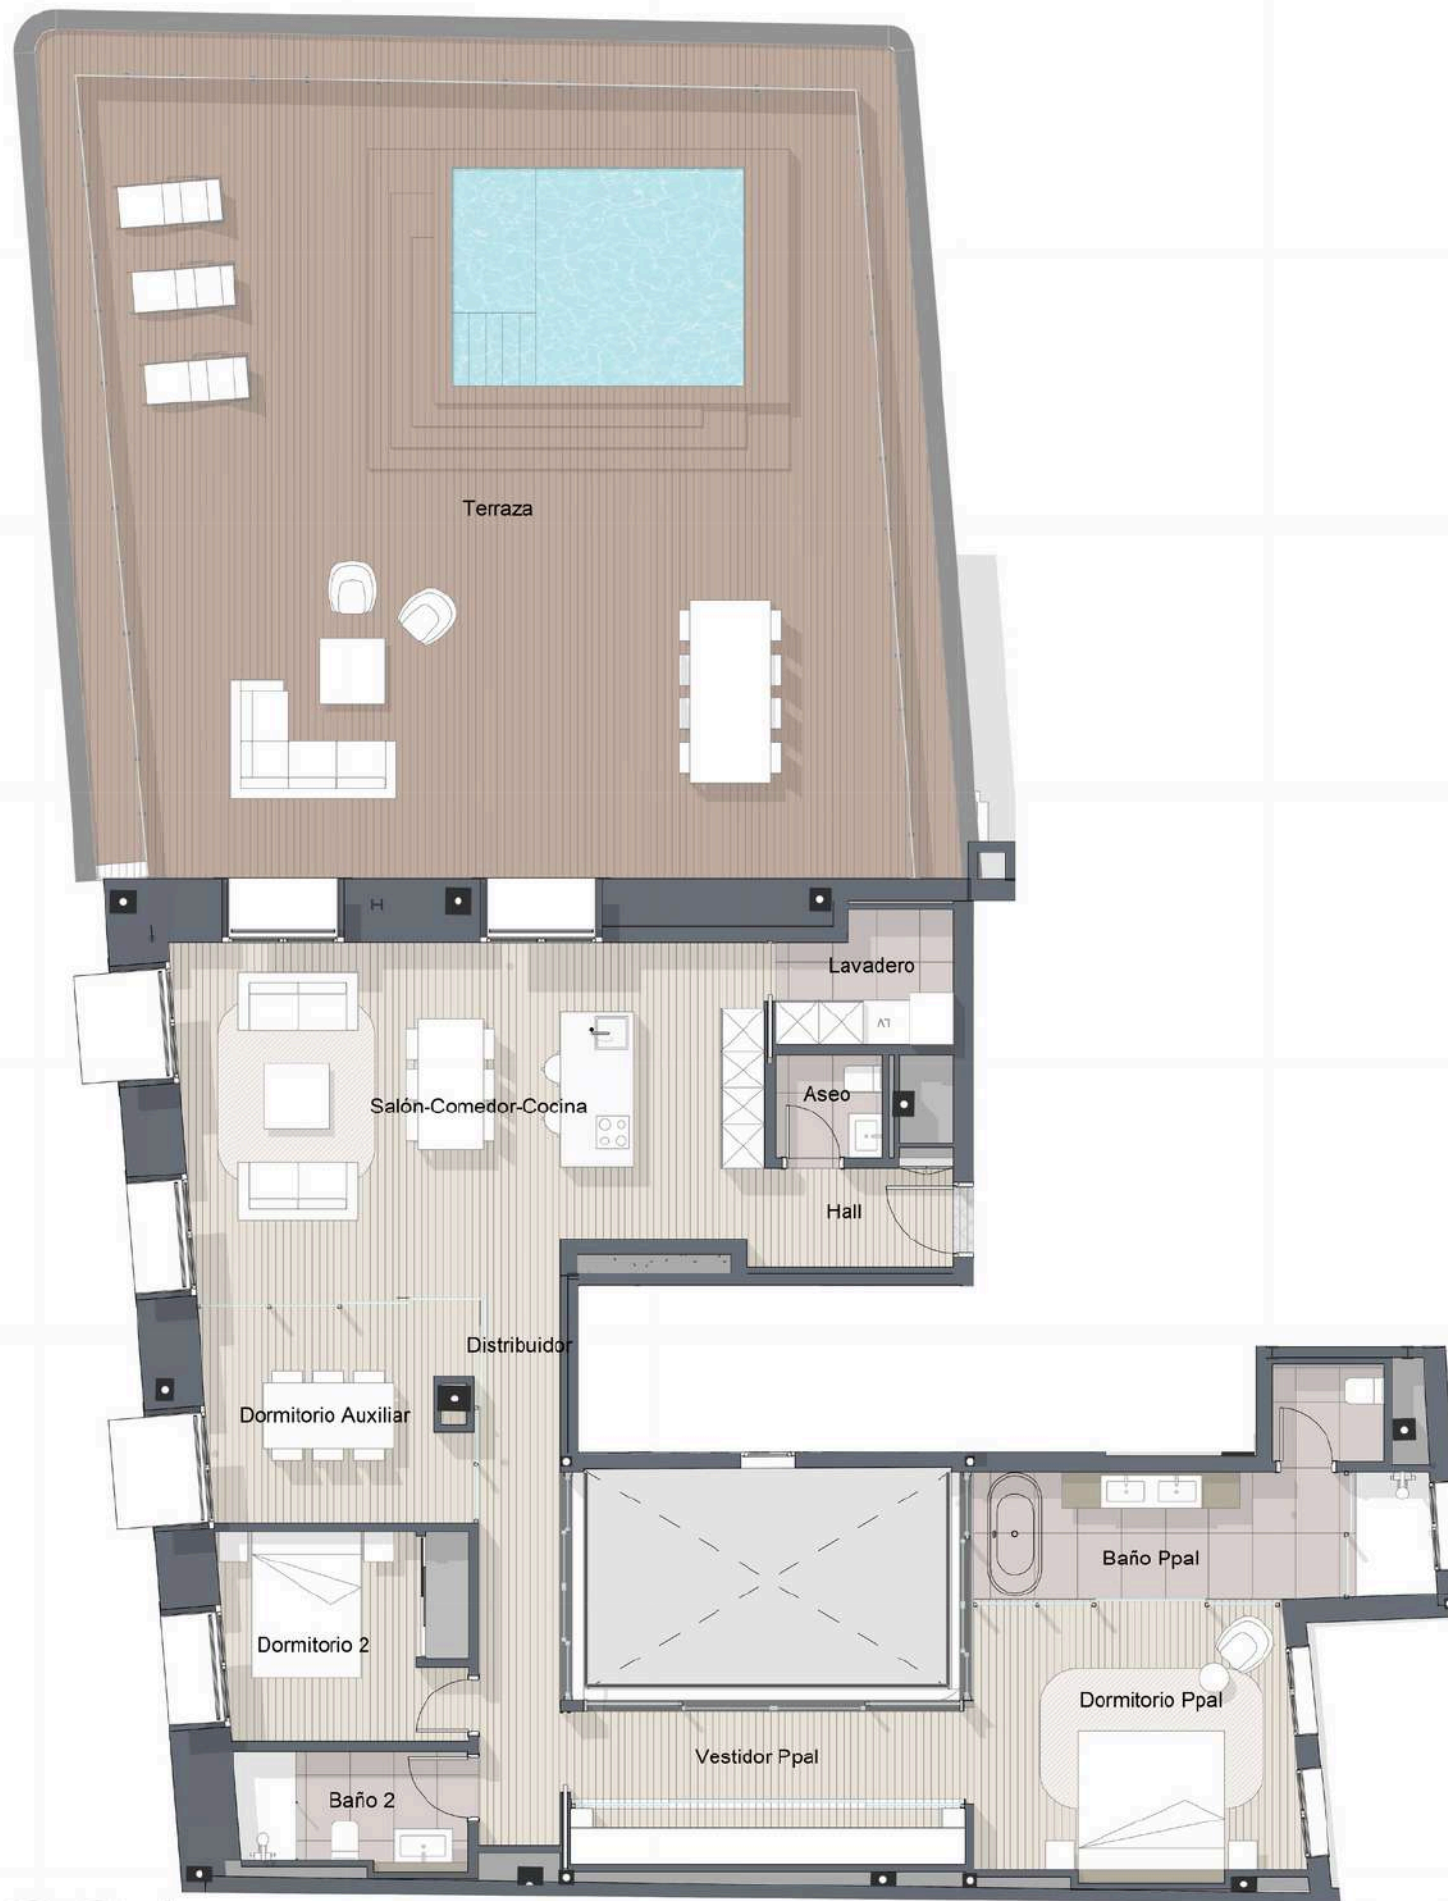 Terraza
Lavadero
LV
Aseo
Salón-Comedor-Cocina
Hall
Distribuidor
Dormitorio Auxiliar
Baño Ppal
Dormitorio 2
Dormitorio Ppal
Vestidor Ppal
Baño 2